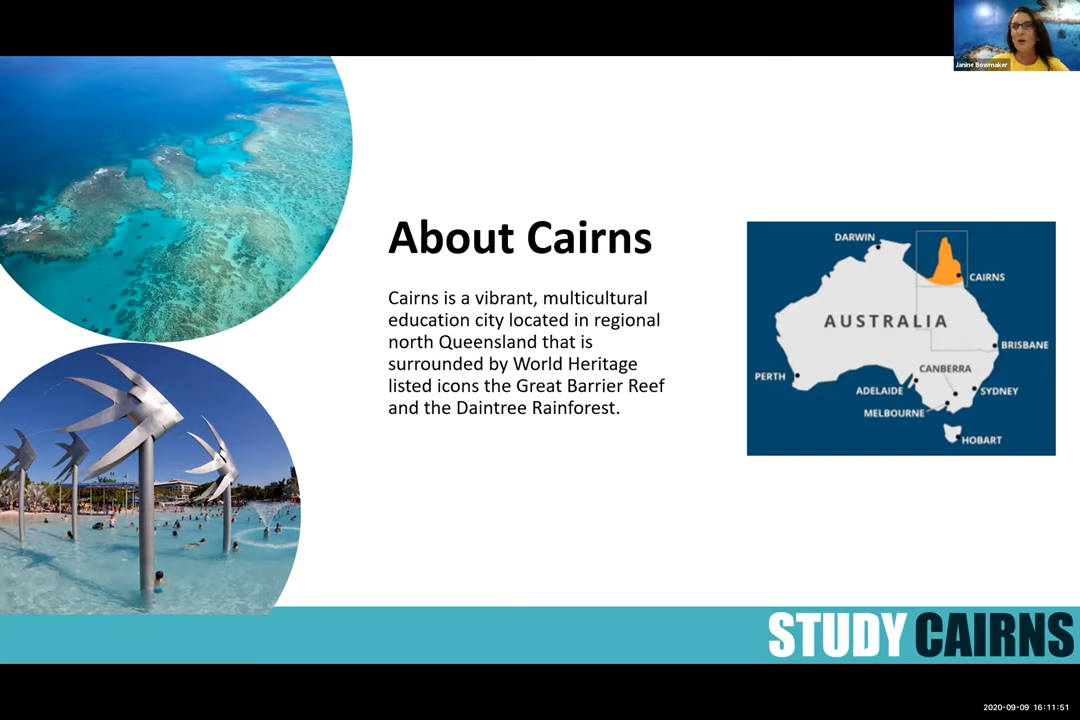 Janine Bowmaker
About Cairns
Cairns is a vibrant, multicultural
education city located in regional
north Queensland that is
surrounded by World Heritage
listed icons the Great Barrier Reef
and the Daintree Rainforest.
DARWIN
CAIRNS
AUSTRALIA
BRISBANE
CANBERRA
PERTH
ADELAIDE
SYDNEY
MELBOURNE
HOBART
STUDY CAIRNS
2020-09-09 16:11:51